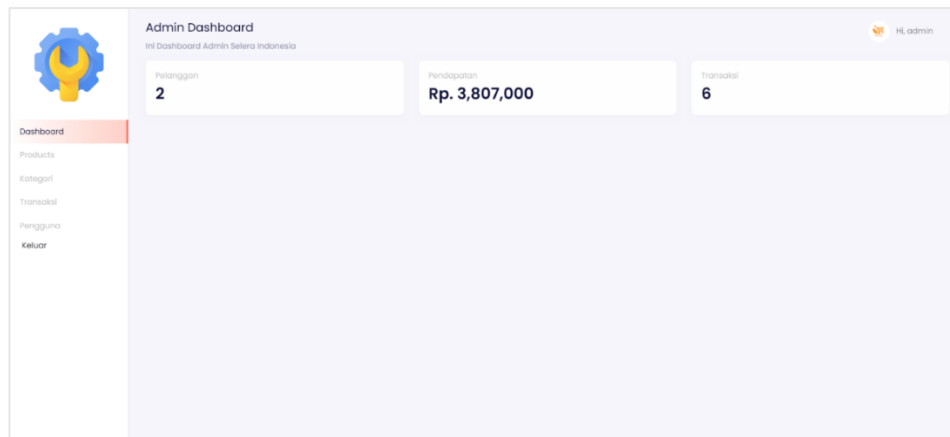 Admin Dashboard
Ini Dashboard Admin Selera Indonesia
Hi, admin
Pelanggan
2
Pendapatan
Rp. 3,807,000
Transaksi
6
Dashboard
Products
Kategori
Transaksi
Pengguna
Keluar